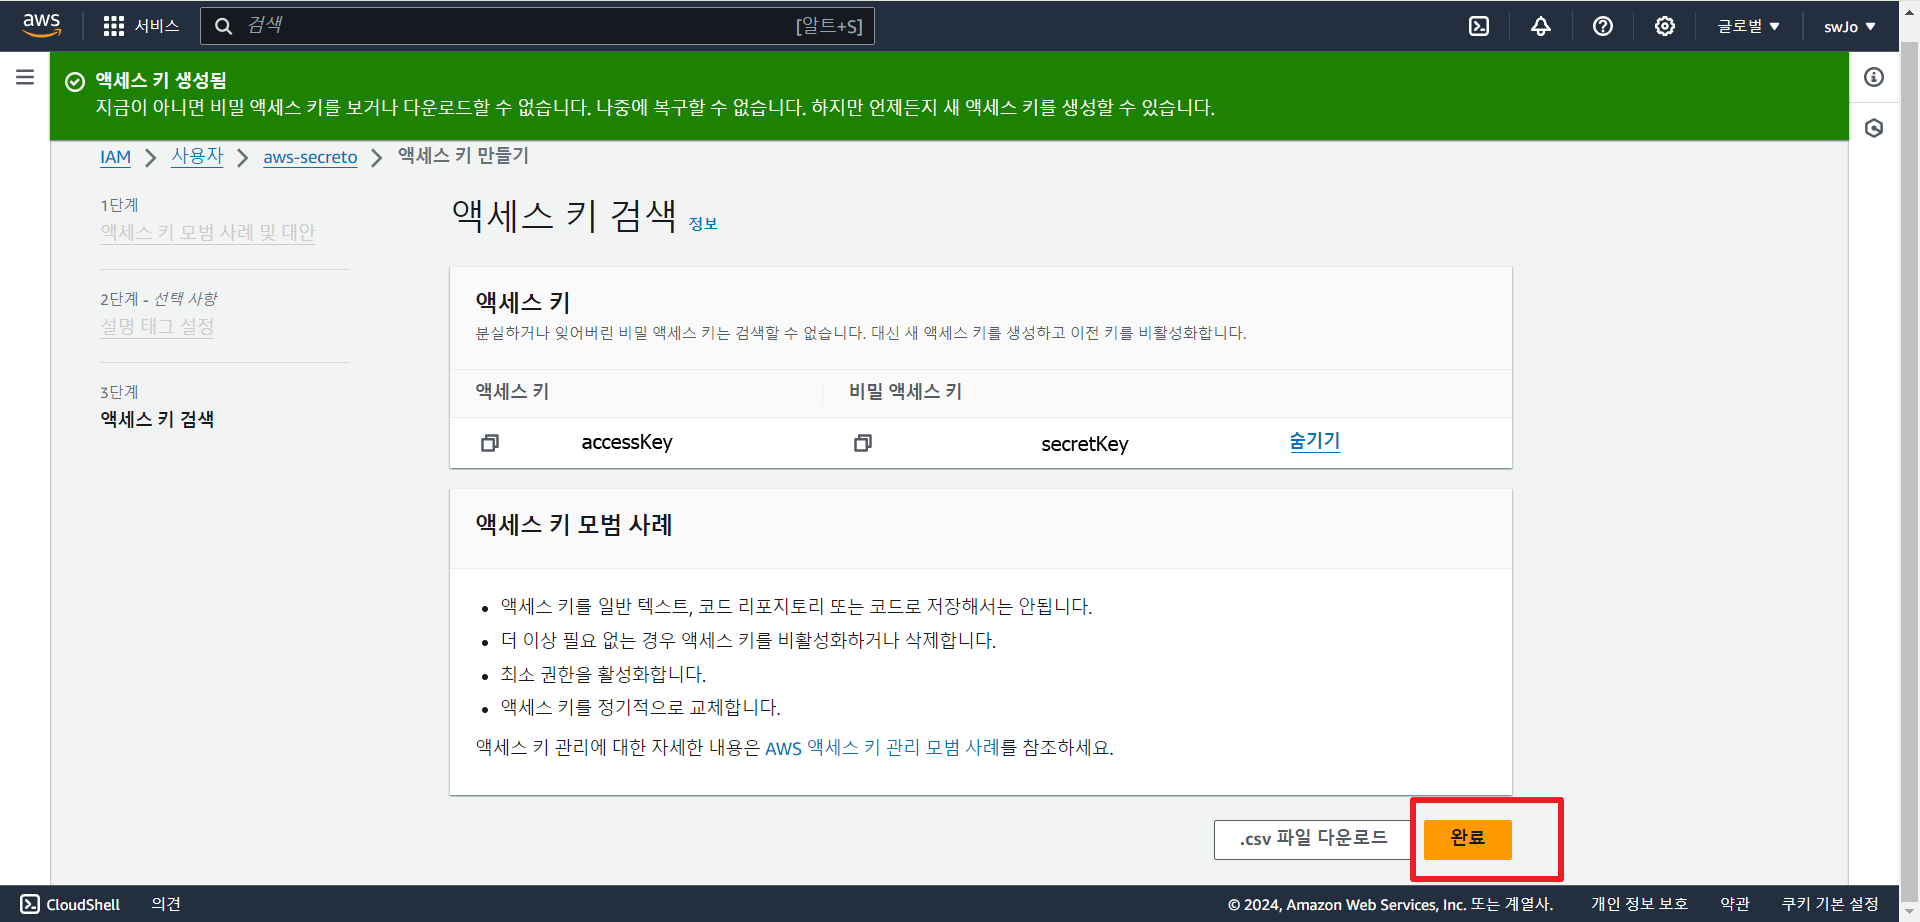 aws 서비스 검색 [알트+S] 글로벌 ▼ swJo ▼
액세스 키 생성됨
지금이 아니면 비밀 액세스 키를 보거나 다운로드할 수 없습니다. 나중에 복구할 수 없습니다. 하지만 언제든지 새 액세스 키를 생성할 수 있습니다.
IAM > 사용자 > aws-secreto > 액세스 키 만들기
1단계
액세스 키 모범 사례 및 대안
2단계 - 선택 사항
설명 태그 설정
3단계
액세스 키 검색
액세스 키 검색 정보
액세스 키
분실하거나 잊어버린 비밀 액세스 키는 검색할 수 없습니다. 대신 새 액세스 키를 생성하고 이전 키를 비활성화합니다.
액세스 키 비밀 액세스 키
accessKey secretKey 숨기기
액세스 키 모범 사례
• 액세스 키를 일반 텍스트, 코드 리포지토리 또는 코드로 저장해서는 안됩니다.
• 더 이상 필요 없는 경우 액세스 키를 비활성화하거나 삭제합니다.
• 최소 권한을 활성화합니다.
• 액세스 키를 정기적으로 교체합니다.
액세스 키 관리에 대한 자세한 내용은 AWS 액세스 키 관리 모범 사례를 참조하세요.
.csv 파일 다운로드 완료
CloudShell 의견 © 2024, Amazon Web Services, Inc. 또는 계열사. 개인 정보 보호 약관 쿠키 기본 설정